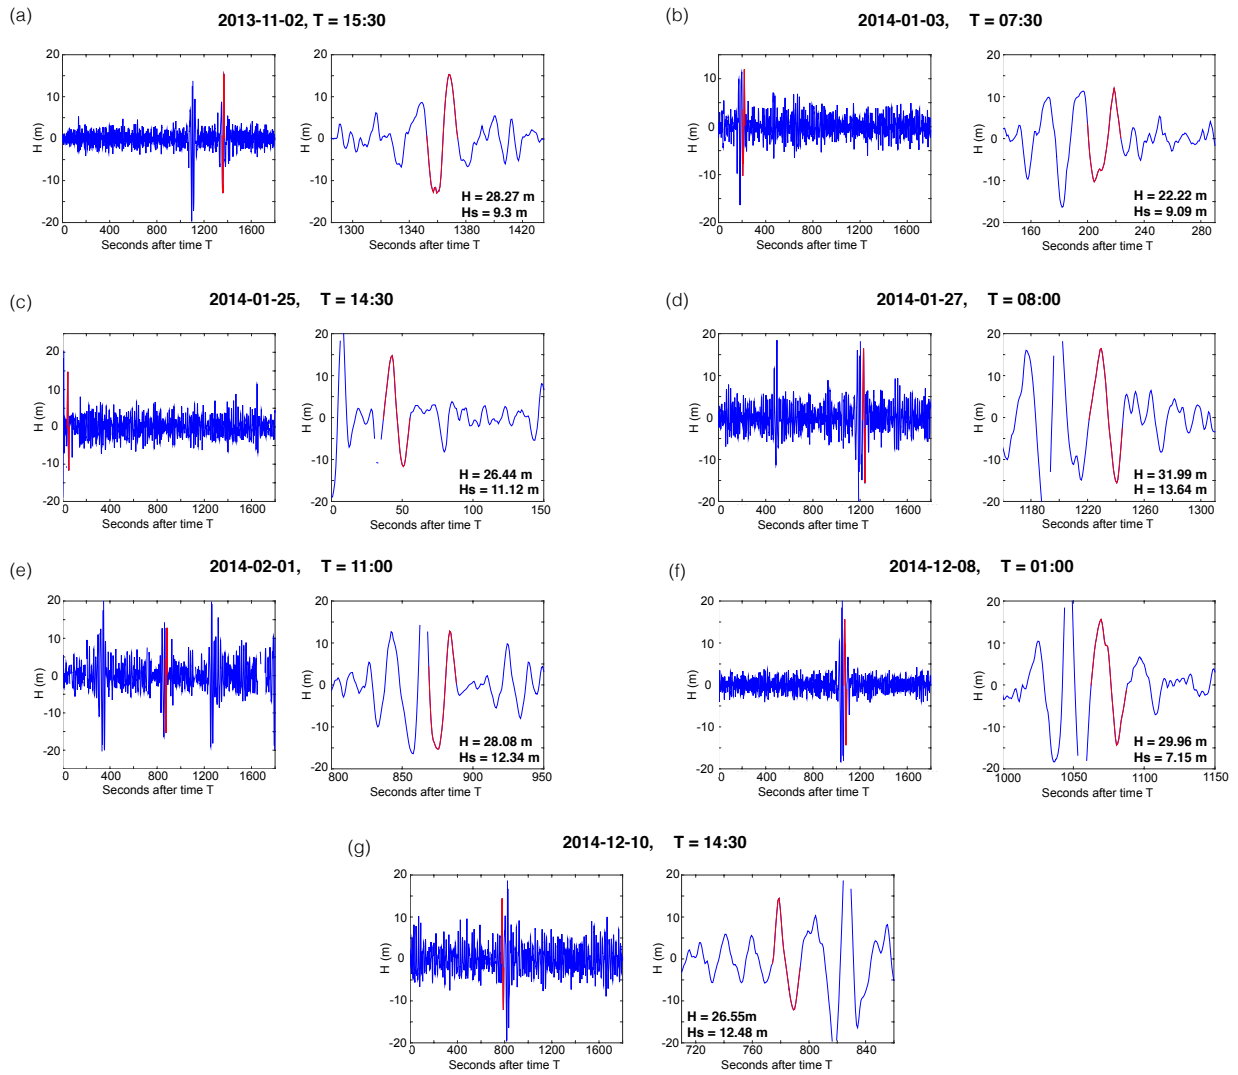 (a)
2013-11-02, T = 15:30
20
10
0
-10
-20
H (m)
0 400 800 1200 1600
Seconds after time T
20
10
0
-10
-20
H (m)
1300 1340 1380 1420
Seconds after time T
H = 28.27 m
Hs = 9.3 m
(b)
2014-01-03, T = 07:30
10
0
-10
-20
H (m)
0 400 800 1200 1600
Seconds after time T
20
10
0
-10
-20
H (m)
140 200 260 290
Seconds after time T
H = 22.22 m
Hs = 9.09 m
(c)
2014-01-25, T = 14:30
20
10
0
-10
-20
H (m)
0 400 800 1200 1600
Seconds after time T
20
10
0
-10
-20
H (m)
0 50 100 150
Seconds after time T
H = 26.44 m
Hs = 11.12 m
(d)
2014-01-27, T = 08:00
20
10
0
-10
-20
H (m)
0 400 800 1200 1600
Seconds after time T
20
10
0
-10
-20
H (m)
1180 1220 1260 1300
Seconds after time T
H = 31.99 m
H = 13.64 m
(e)
2014-02-01, T = 11:00
20
10
0
-10
-20
H (m)
0 400 800 1200 1600
Seconds after time T
20
10
0
-10
-20
H (m)
800 850 900 950
Seconds after time T
H = 28.08 m
Hs = 12.34 m
(f)
2014-12-08, T = 01:00
20
10
0
-10
-20
H (m)
0 400 800 1200 1600
Seconds after time T
20
10
0
-10
-20
H (m)
1000 1050 1100 1150
Seconds after time T
H = 29.96 m
Hs = 7.15 m
(g)
2014-12-10, T = 14:30
20
10
0
-10
-20
H (m)
0 400 800 1200 1600
Seconds after time T
20
10
0
-10
-20
H (m)
720 760 800 840
Seconds after time T
H = 26.55m
Hs = 12.48 m